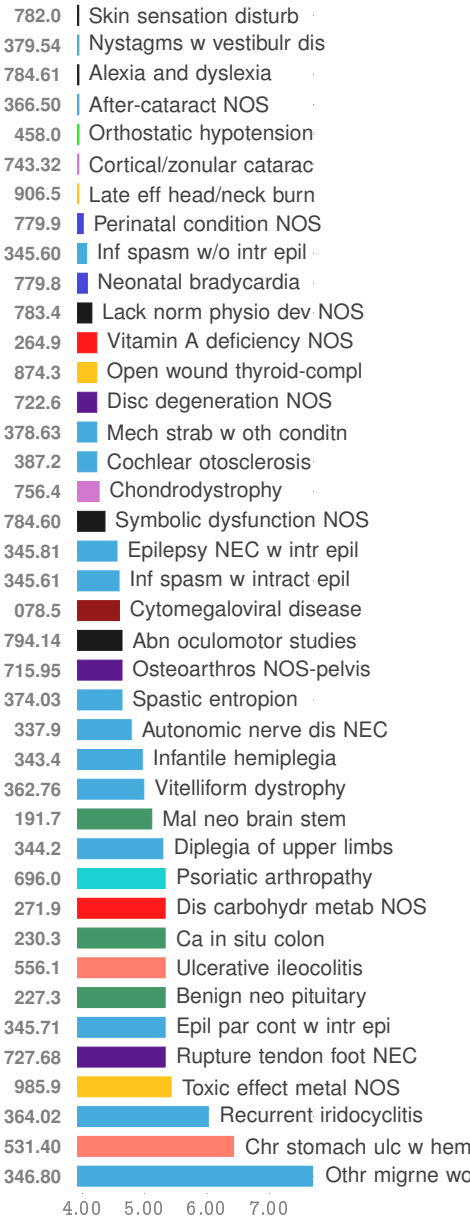 782.0 Skin sensation disturb
379.54 Nystagms w vestibulr dis
784.61 Alexia and dyslexia
366.50 After-cataract NOS
458.0 Orthostatic hypotension
743.32 Cortical/zonular catarac
906.5 Late eff head/neck burn
779.9 Perinatal condition NOS
345.60 Inf spasm w/o intr epil
779.8 Neonatal bradycardia
783.4 Lack norm physio dev NOS
264.9 Vitamin A deficiency NOS
874.3 Open wound thyroid-compl
722.6 Disc degeneration NOS
378.63 Mech strab w oth conditn
387.2 Cochlear otosclerosis
756.4 Chondrodystrophy
784.60 Symbolic dysfunction NOS
345.81 Epilepsy NEC w intr epil
345.61 Inf spasm w intract epil
078.5 Cytomegaloviral disease
794.14 Abn oculomotor studies
715.95 Osteoarthros NOS-pelvis
374.03 Spastic entropion
337.9 Autonomic nerve dis NEC
343.4 Infantile hemiplegia
362.76 Vitelliform dystrophy
191.7 Mal neo brain stem
344.2 Diplegia of upper limbs
696.0 Psoriatic arthropathy
271.9 Dis carbohydr metab NOS
230.3 Ca in situ colon
556.1 Ulcerative ileocolitis
227.3 Benign neo pituitary
345.71 Epil par cont w intr epi
727.68 Rupture tendon foot NEC
985.9 Toxic effect metal NOS
364.02 Recurrent iridocyclitis
531.40 Chr stomach ulc w hem
346.80 Othr migrne wo
4.00 5.00 6.00 7.00